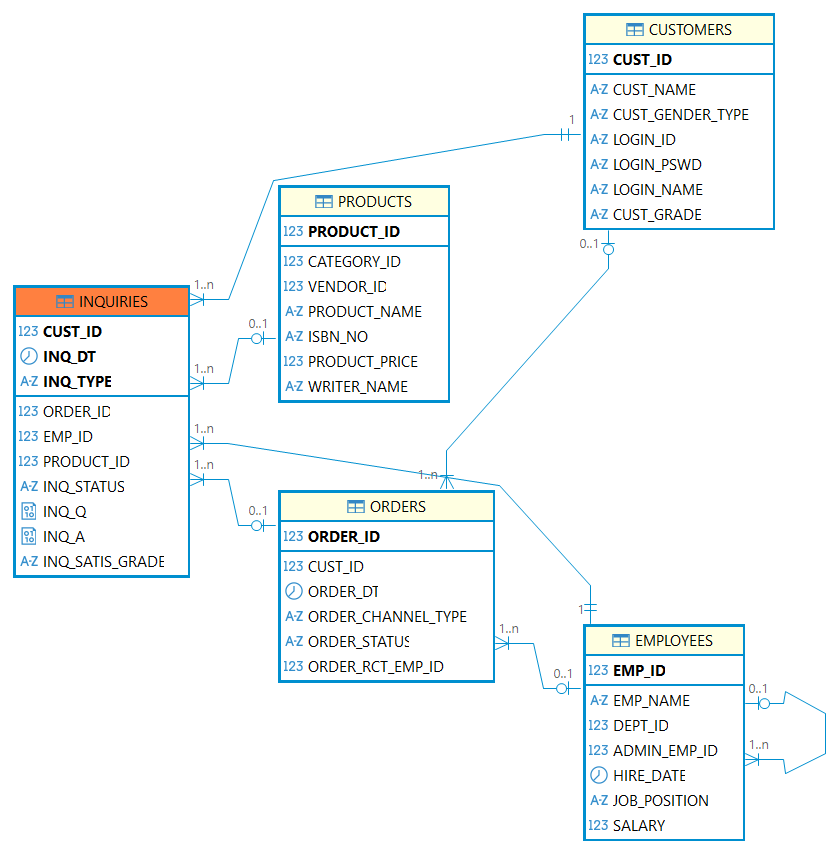 CUSTOMERS
123 CUST_ID
A-Z CUST_NAME
A-Z CUST_GENDER_TYPE
A-Z LOGIN_ID
A-Z LOGIN_PSWD
A-Z LOGIN_NAME
A-Z CUST_GRADE
1
0..1
PRODUCTS
123 PRODUCT_ID
123 CATEGORY_ID
123 VENDOR_ID
A-Z PRODUCT_NAME
A-Z ISBN_NO
123 PRODUCT_PRICE
A-Z WRITER_NAME
1..n
0..1
1..n
1..n
1..n
0..1
1..n
INQUIRIES
123 CUST_ID
INQ_DT
A-Z INQ_TYPE
123 ORDER_ID
123 EMP_ID
123 PRODUCT_ID
A-Z INQ_STATUS
INQ_Q
INQ_A
A-Z INQ_SATIS_GRADE
ORDERS
123 ORDER_ID
123 CUST_ID
ORDER_DT
A-Z ORDER_CHANNEL_TYPE
A-Z ORDER_STATUS
123 ORDER_RCT_EMP_ID
1..n
0..1
1
EMPLOYEES
123 EMP_ID
A-Z EMP_NAME
123 DEPT_ID
123 ADMIN_EMP_ID
HIRE_DATE
A-Z JOB_POSITION
123 SALARY
0..1
1..n